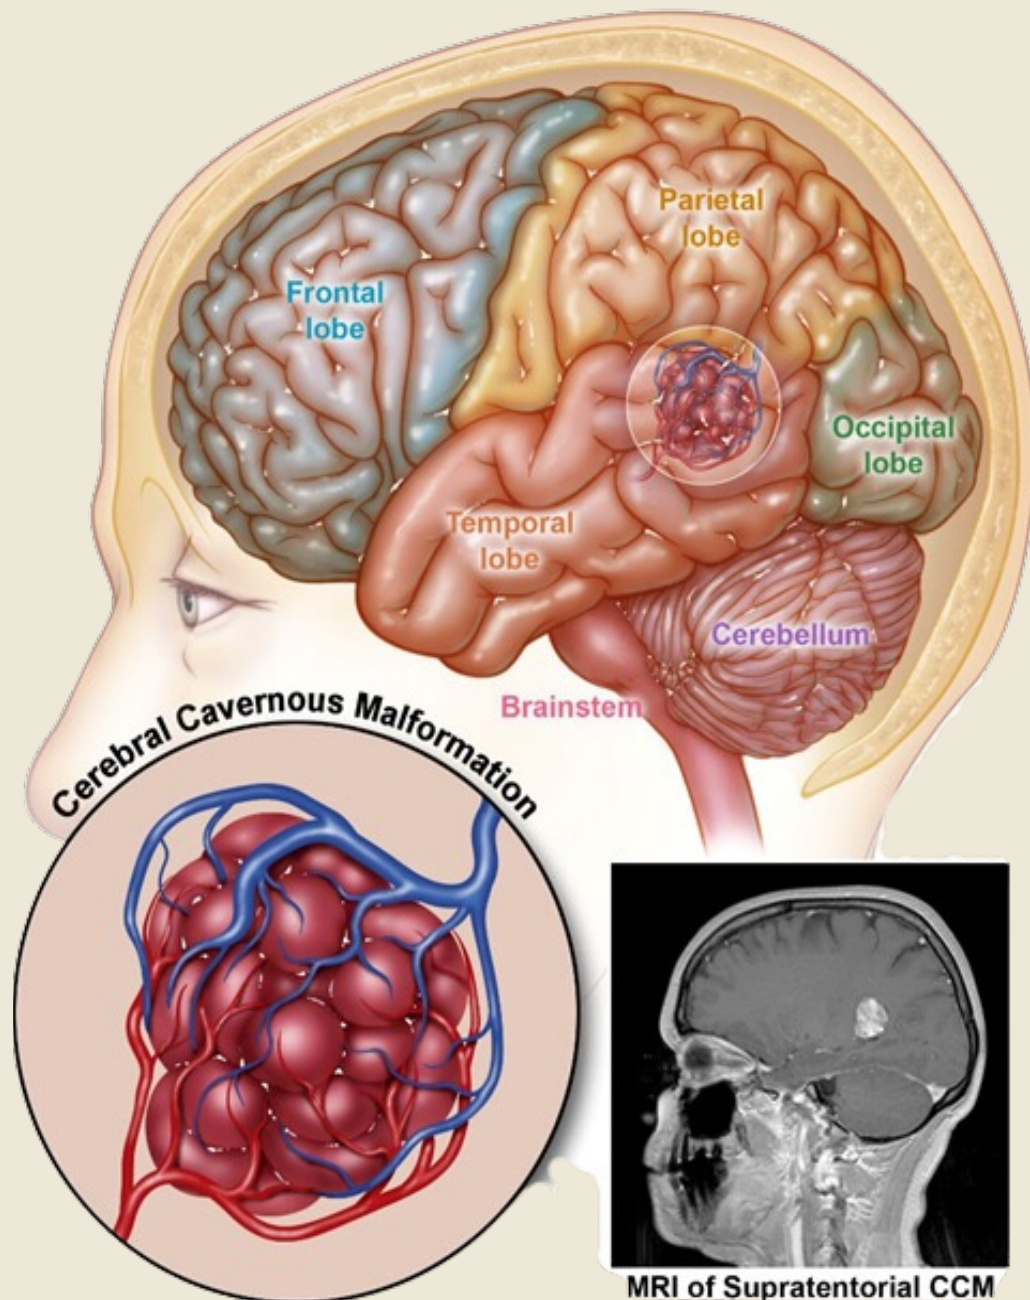 Parietal
lobe
Frontal
lobe
Occipital
lobe
Temporal
lobe
Cerebellum
Brainstem
Cerebral Cavernous Malformation
MRI of Supratentorial CCM